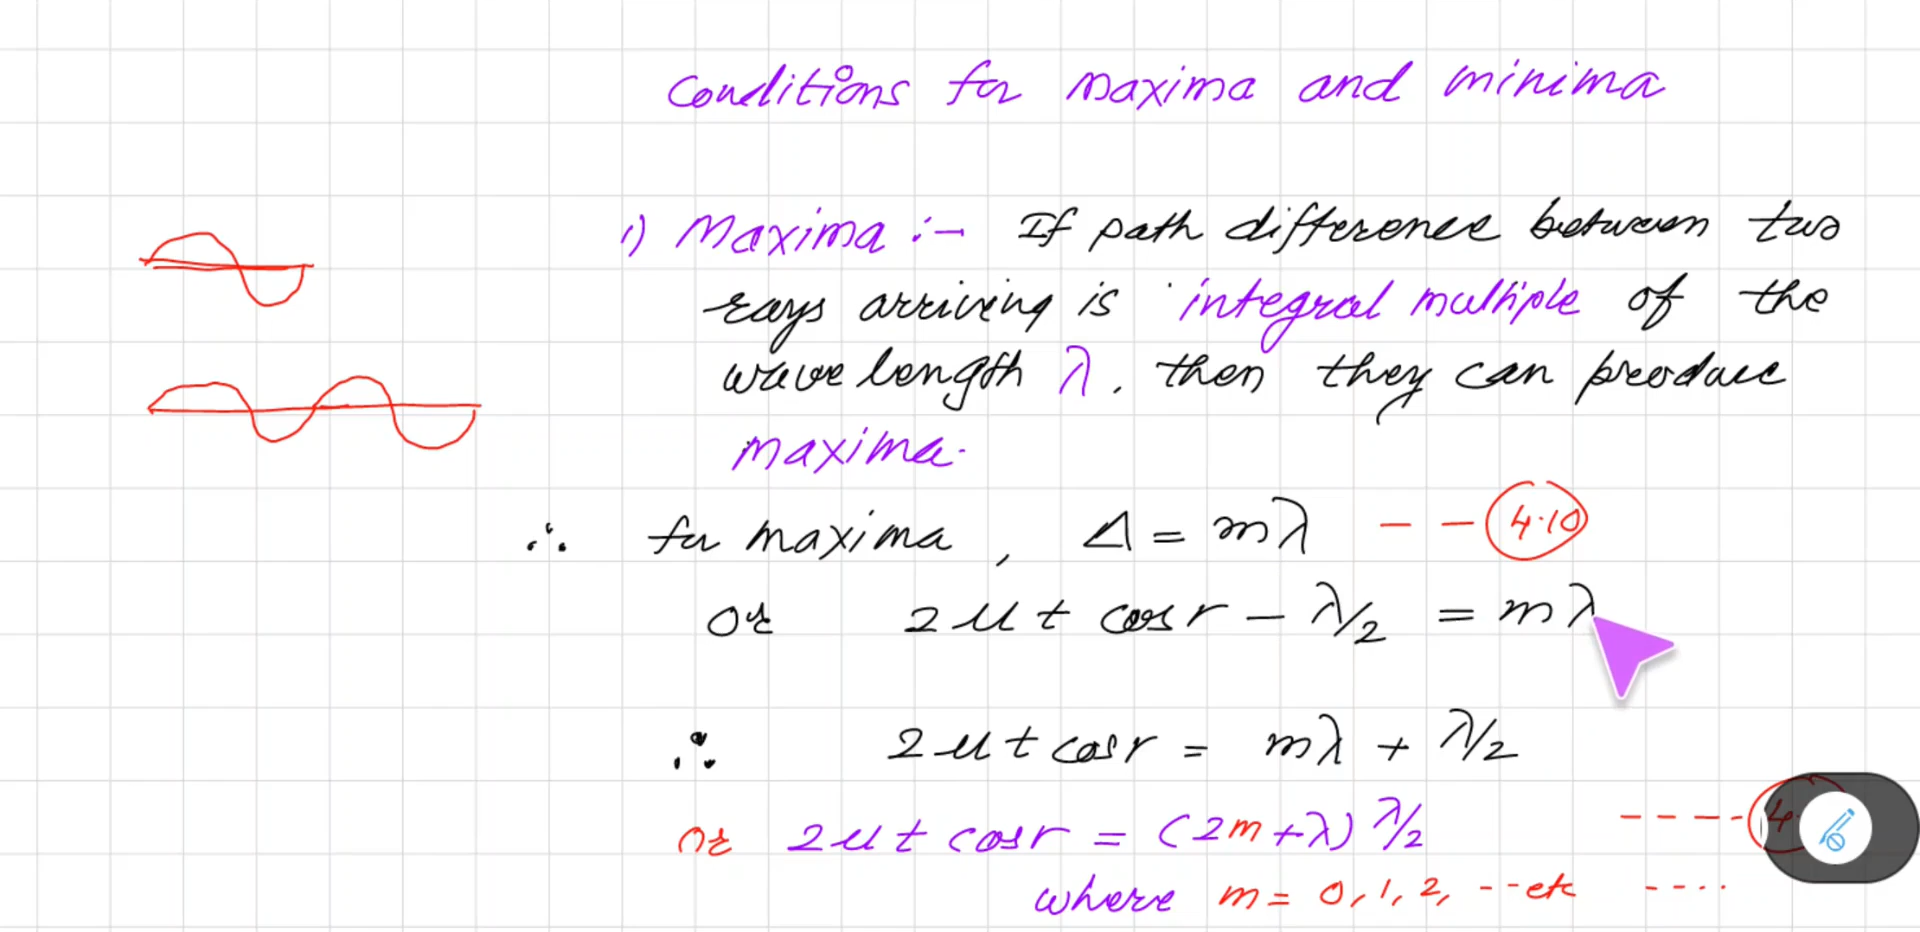 Conditions for maxima and minima
1) Maxima :- If path difference between two
rays arriving is integral multiple of the
wave length λ. then they can produce
maxima.
∴ for maxima, Δ = mλ -- (4.10)
or 2μt cos r - λ/2 = mλ
∴ 2μt cos r = mλ + λ/2
or 2μt cos r = (2m+λ) λ/2 ----
where m = 0, 1, 2, --etc ----